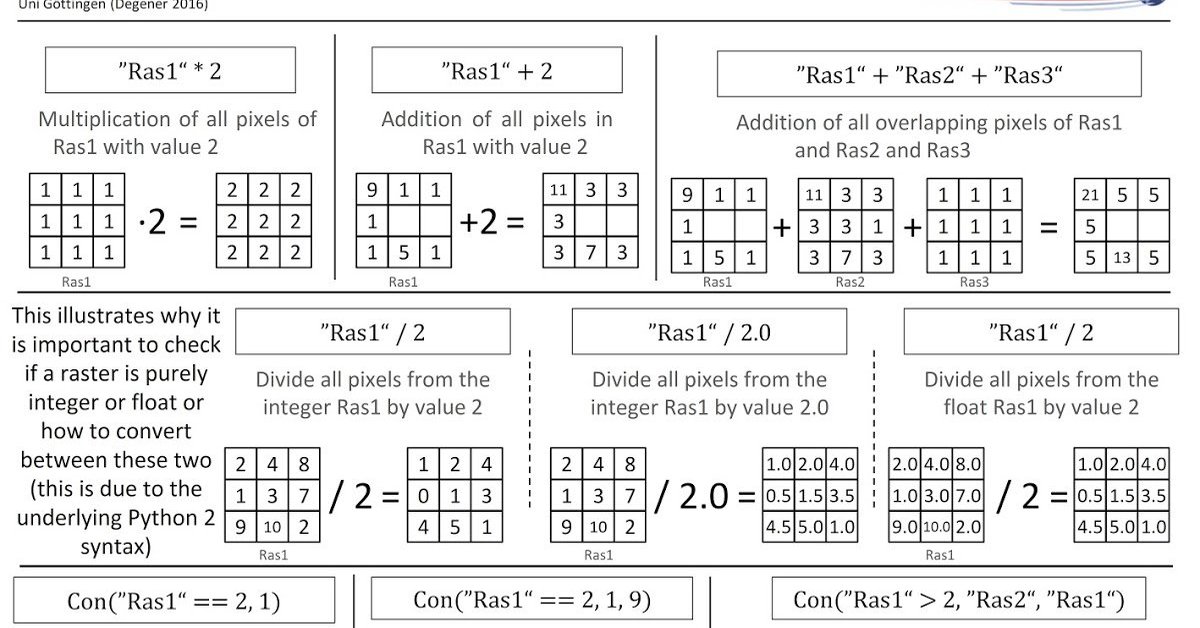 Uni Göttingen (Degener 2016)
”Ras1“ * 2
Multiplication of all pixels of
Ras1 with value 2
1 1 1
1 1 1
1 1 1
·2 =
2 2 2
2 2 2
2 2 2
Ras1
”Ras1“ + 2
Addition of all pixels in
Ras1 with value 2
9 1 1
1
1 5 1
+2 =
11 3 3
3
3 7 3
Ras1
”Ras1“ + ”Ras2“ + ”Ras3“
Addition of all overlapping pixels of Ras1
and Ras2 and Ras3
9 1 1
1
1 5 1
Ras1
+
11 3 3
3 3 1
3 7 3
Ras2
+
1 1 1
1 1 1
1 1 1
Ras3
=
21 5 5
5
5 13 5
This illustrates why it
is important to check
if a raster is purely
integer or float or
how to convert
between these two
(this is due to the
underlying Python 2
syntax)
”Ras1“ / 2
Divide all pixels from the
integer Ras1 by value 2
2 4 8
1 3 7
9 10 2
/ 2 =
1 2 4
0 1 3
4 5 1
Ras1
”Ras1“ / 2.0
Divide all pixels from the
integer Ras1 by value 2.0
2 4 8
1 3 7
9 10 2
/ 2.0 =
1.0 2.0 4.0
0.5 1.5 3.5
4.5 5.0 1.0
Ras1
”Ras1“ / 2
Divide all pixels from the
float Ras1 by value 2
2.0 4.0 8.0
1.0 3.0 7.0
9.0 10.0 2.0
/ 2 =
1.0 2.0 4.0
0.5 1.5 3.5
4.5 5.0 1.0
Ras1
Con(”Ras1“ == 2, 1)
Con(”Ras1“ == 2, 1, 9)
Con(”Ras1“ > 2, ”Ras2“, ”Ras1“)